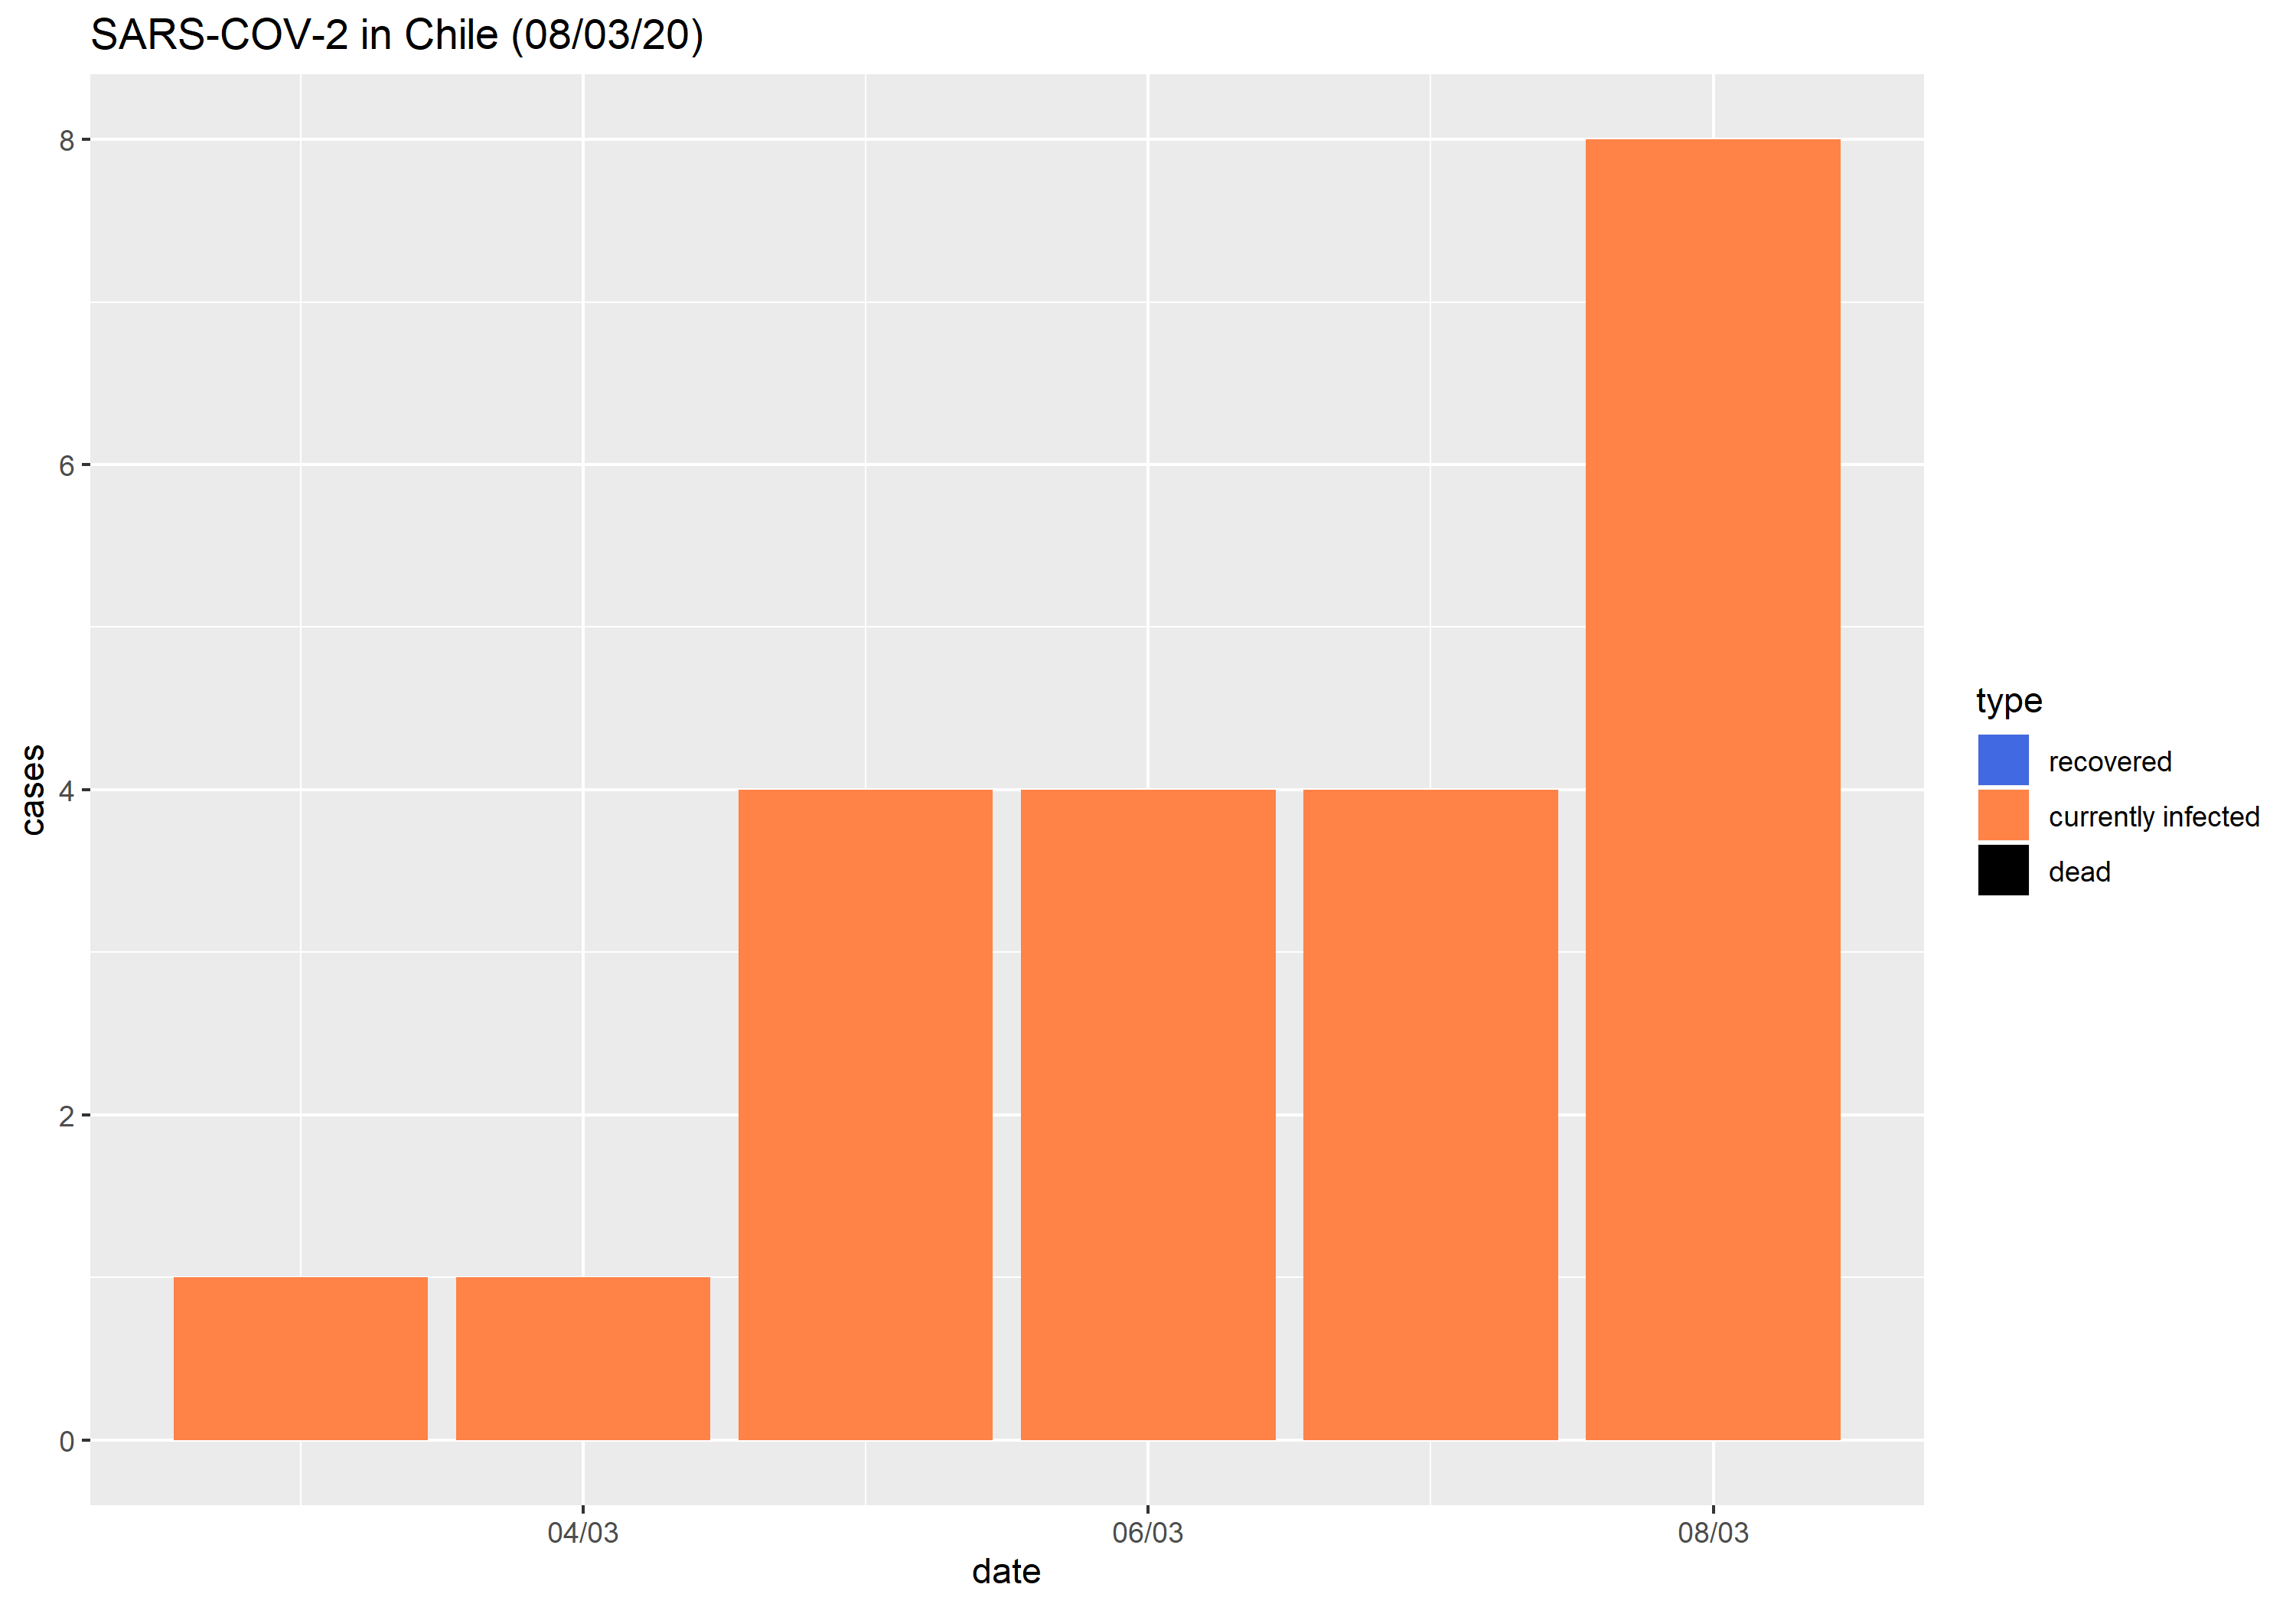 SARS-COV-2 in Chile (08/03/20)
8
6
4
2
0
cases
04/03
06/03
08/03
date
type
recovered
currently infected
dead